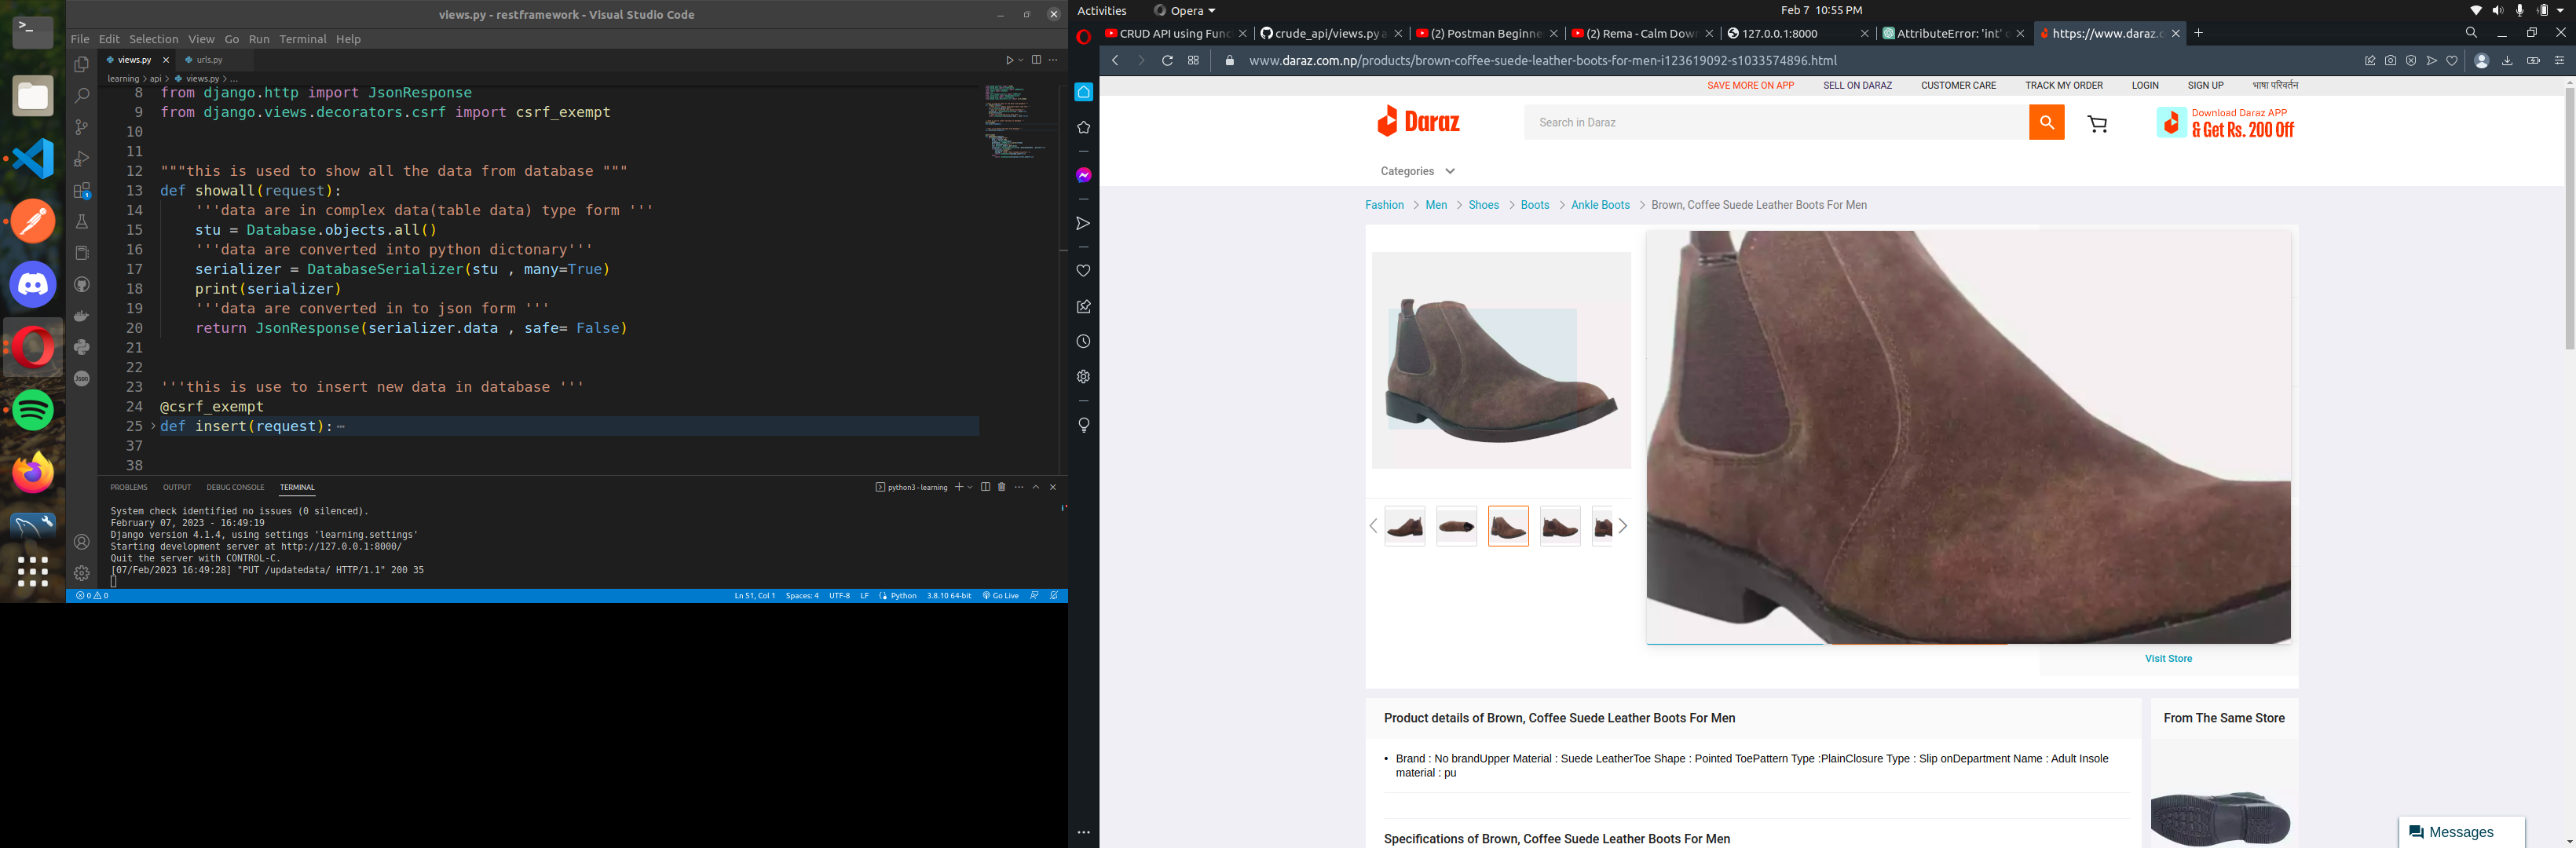 views.py - restframework - Visual Studio Code
File Edit Selection View Go Run Terminal Help
views.py
urls.py
learning > api > views.py > ...
8 from django.http import JsonResponse
9 from django.views.decorators.csrf import csrf_exempt
10
11
12 """this is used to show all the data from database """
13 def showall(request):
14 '''data are in complex data(table data) type form '''
15 stu = Database.objects.all()
16 '''data are converted into python dictonary'''
17 serializer = DatabaseSerializer(stu , many=True)
18 print(serializer)
19 '''data are converted in to json form '''
20 return JsonResponse(serializer.data , safe= False)
21
22
23 '''this is use to insert new data in database '''
24 @csrf_exempt
25 def insert(request): ⋯
37
38
PROBLEMS OUTPUT DEBUG CONSOLE TERMINAL
python3 - learning
System check identified no issues (0 silenced).
February 07, 2023 - 16:49:19
Django version 4.1.4, using settings 'learning.settings'
Starting development server at http://127.0.0.1:8000/
Quit the server with CONTROL-C.
[07/Feb/2023 16:49:28] "PUT /updatedata/ HTTP/1.1" 200 35
0 0
Ln 51, Col 1 Spaces: 4 UTF-8 LF Python 3.8.10 64-bit Go Live
Json
1
Activities Opera Feb 7 10:55 PM
CRUD API using Func
crude_api/views.py a
(2) Postman Beginne
(2) Rema - Calm Dow
127.0.0.1:8000
AttributeError: 'int' o
https://www.daraz.c
www.daraz.com.np/products/brown-coffee-suede-leather-boots-for-men-i123619092-s1033574896.html
SAVE MORE ON APP SELL ON DARAZ CUSTOMER CARE TRACK MY ORDER LOGIN SIGN UP भाषा परिवर्तन
Daraz
Search in Daraz
Download Daraz APP
& Get Rs. 200 Off
Categories
Fashion > Men > Shoes > Boots > Ankle Boots > Brown, Coffee Suede Leather Boots For Men
Visit Store
Product details of Brown, Coffee Suede Leather Boots For Men
• Brand : No brandUpper Material : Suede LeatherToe Shape : Pointed ToePattern Type :PlainClosure Type : Slip onDepartment Name : Adult Insole
material : pu
Specifications of Brown, Coffee Suede Leather Boots For Men
From The Same Store
Messages